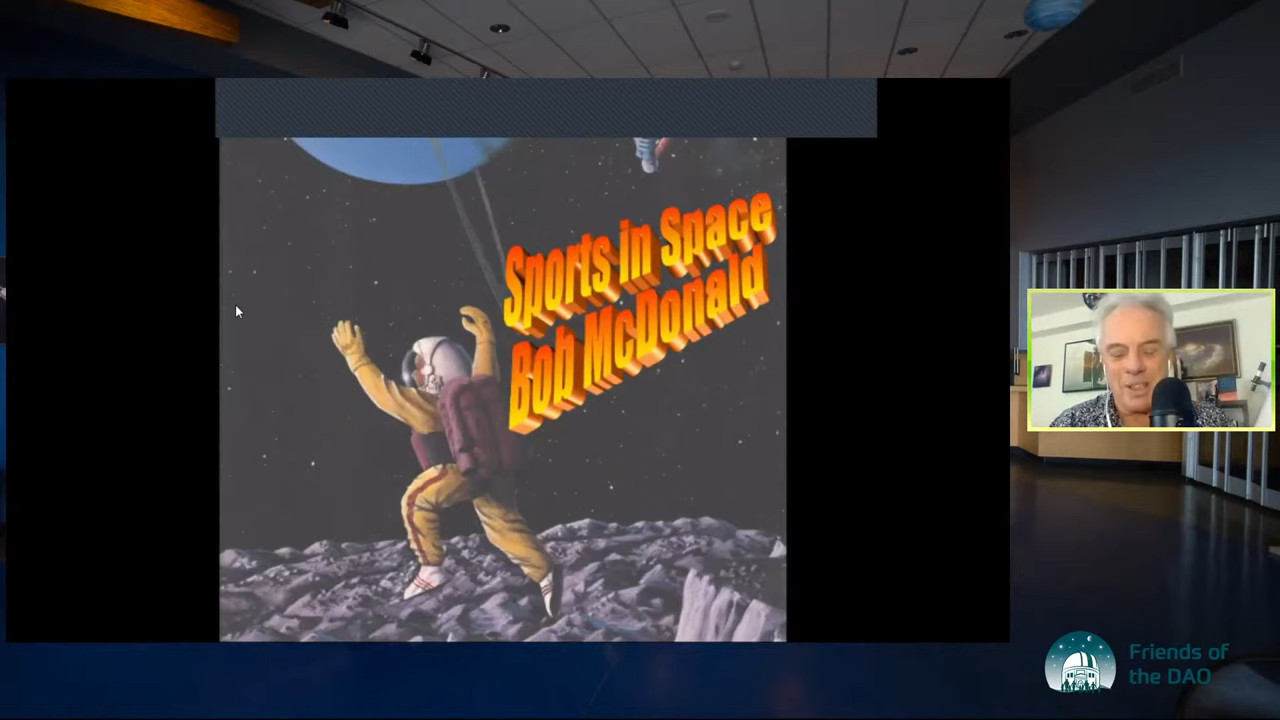 Sports in Space
Bob McDonald
Friends of
the DAO